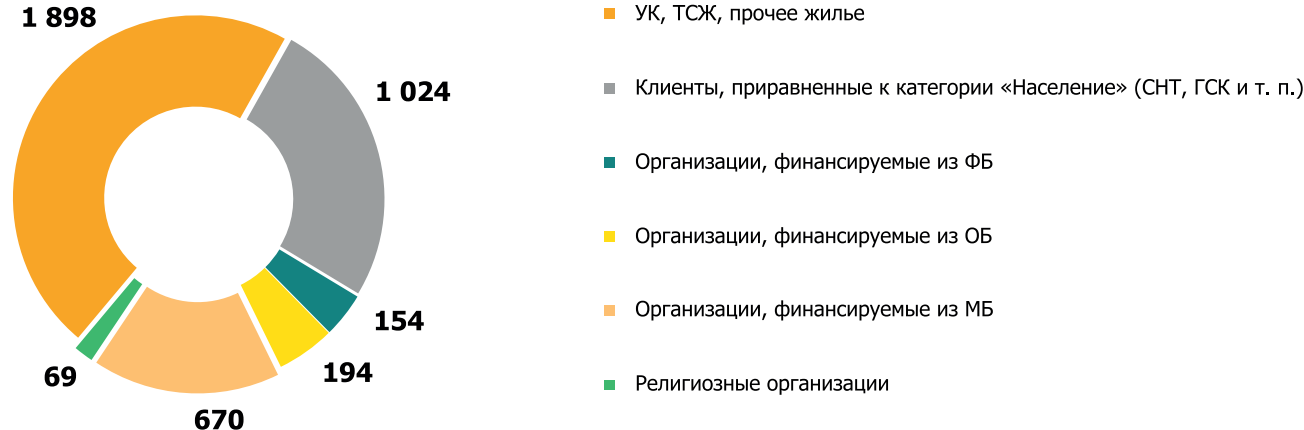 1 898
1 024
154
194
670
69
УК, ТСЖ, прочее жилье
Клиенты, приравненные к категории «Население» (СНТ, ГСК и т. п.)
Организации, финансируемые из ФБ
Организации, финансируемые из ОБ
Организации, финансируемые из МБ
Религиозные организации